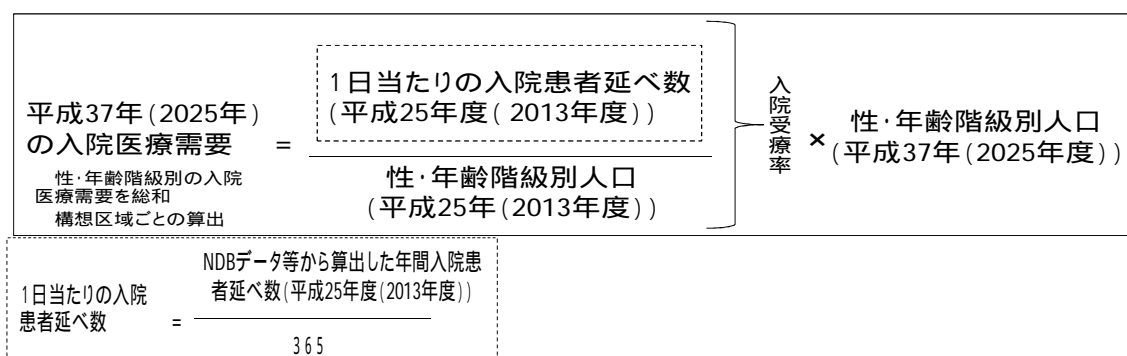 平成37年(2025年)
の入院医療需要
性･年齢階級別の入院
医療需要を総和
構想区域ごとの算出
=
1日当たりの入院患者延べ数
(平成25年度( 2013年度))
性･年齢階級別人口
(平成25年(2013年度))
入院受療率
×
性･年齢階級別人口
(平成37年(2025年度))
1日当たりの入院
患者延べ数
=
NDBデータ等から算出した年間入院患
者延べ数(平成25年度(2013年度))
365